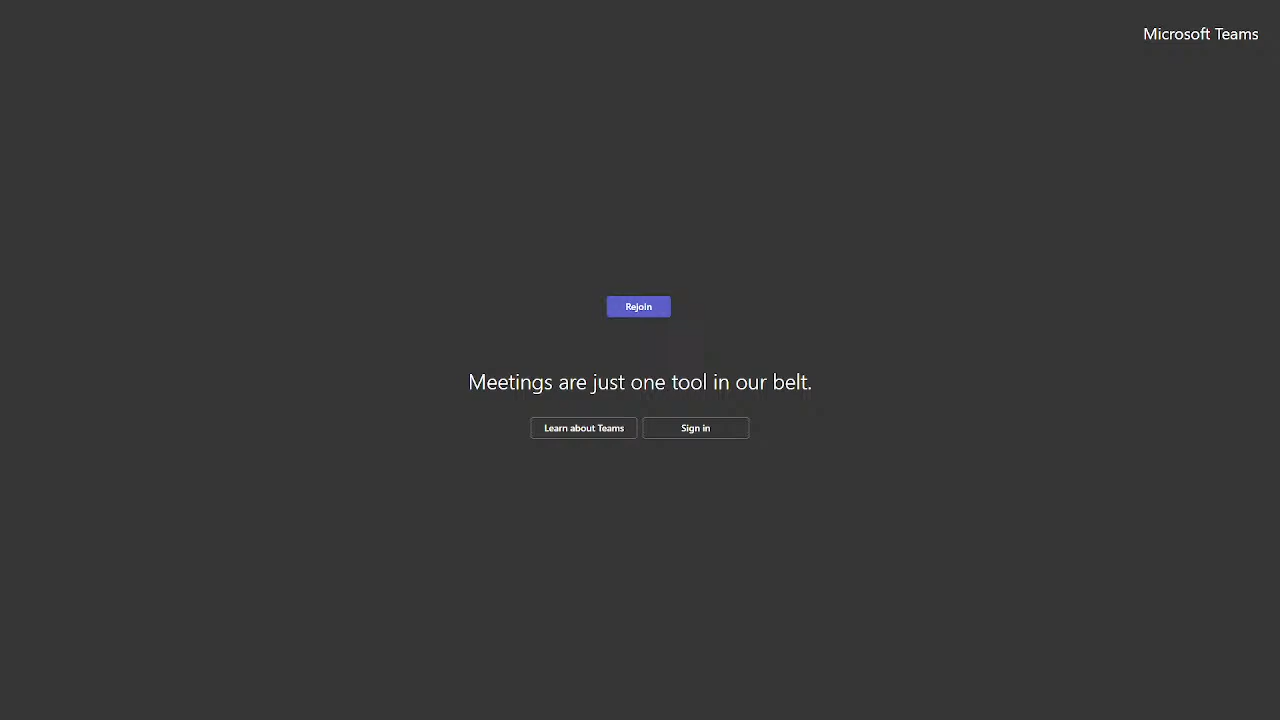 Microsoft Teams
Rejoin
Meetings are just one tool in our belt.
Learn about Teams
Sign in